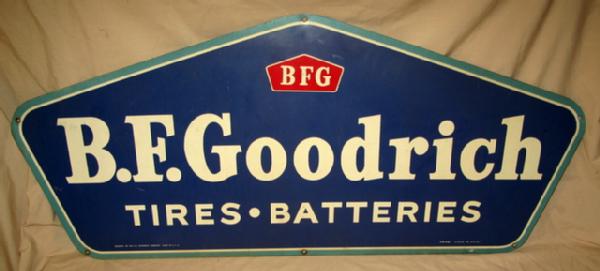 BFG
B.F.Goodrich
TIRES • BATTERIES